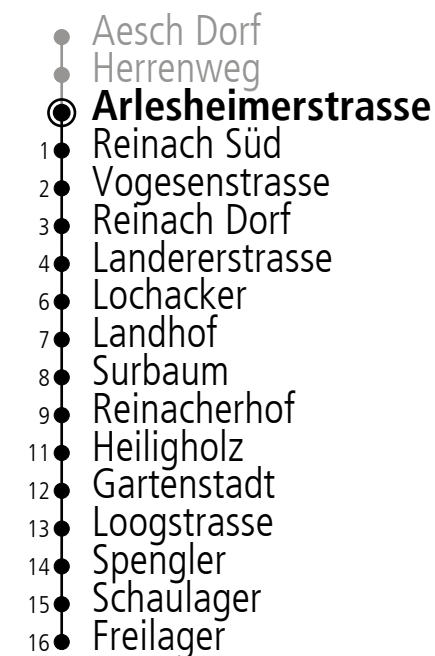 Aesch Dorf
Herrenweg
Arlesheimerstrasse
1 Reinach Süd
2 Vogesenstrasse
3 Reinach Dorf
4 Landererstrasse
6 Lochacker
7 Landhof
8 Surbaum
9 Reinacherhof
11 Heiligholz
12 Gartenstadt
13 Loogstrasse
14 Spengler
15 Schaulager
16 Freilager